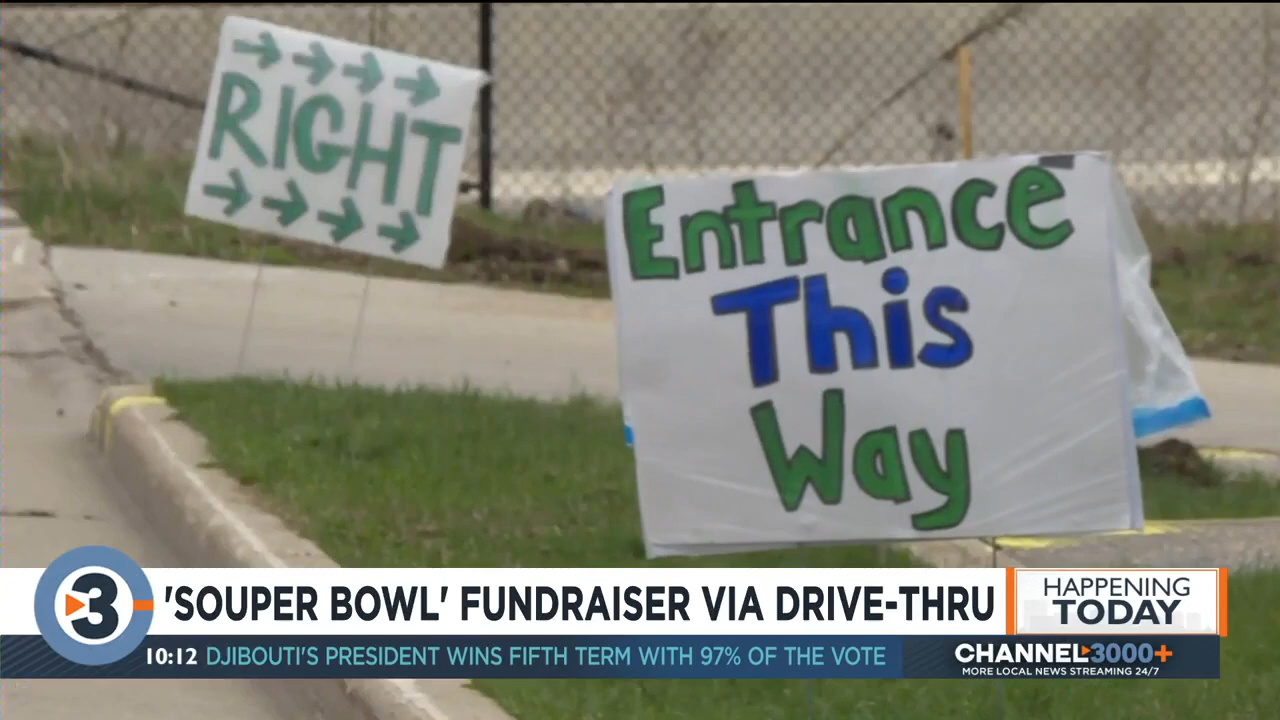 RIGHT
Entrance
This
Way
3
'SOUPER BOWL' FUNDRAISER VIA DRIVE-THRU
HAPPENING
TODAY
10:12 DJIBOUTI'S PRESIDENT WINS FIFTH TERM WITH 97% OF THE VOTE
CHANNEL3000+
MORE LOCAL NEWS STREAMING 24/7